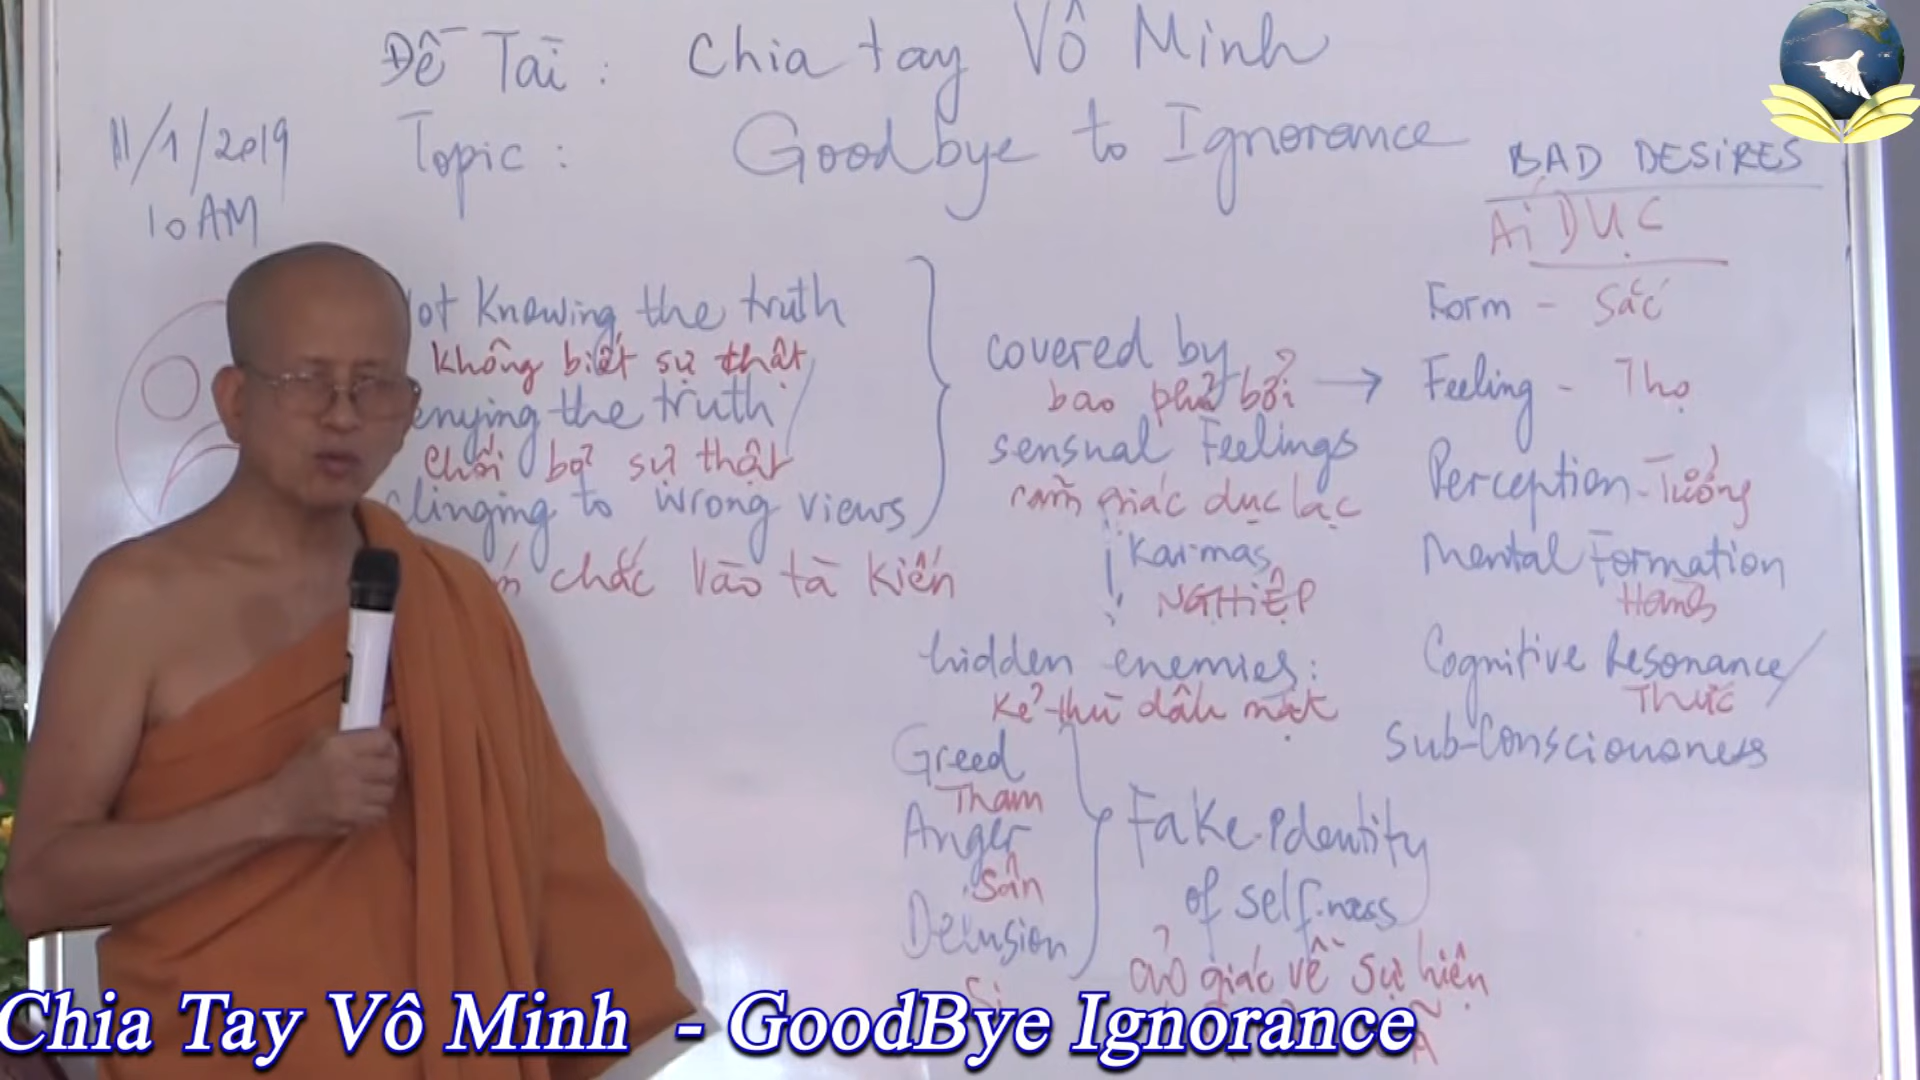 Đề Tài : Chia tay Vô Minh
11/1/2019
Topic : Goodbye to Ignorance
10 AM
BAD DESIRES
Ái DỤC
ot Knowing the truth
Không biết sự thật
enying the truth
Chối bỏ sự thật
clinging to wrong views
chắc vào tà kiến
covered by
bao phủ bởi
sensual Feelings
cảm giác dục lạc
Karmas
NGHIỆP
hidden enemies:
Kẻ thù dấu mặt
Greed
Tham
Anger
Sân
Delusion
Si
Fake Identity
of selfness
ảo giác về sự hiện
Form - Sắc
Feeling - Thọ
Perception - Tưởng
Mental Formation
Hành
Cognitive Resonance/
Thức
Sub-Consciousness
Chia Tay Vô Minh - GoodBye Ignorance